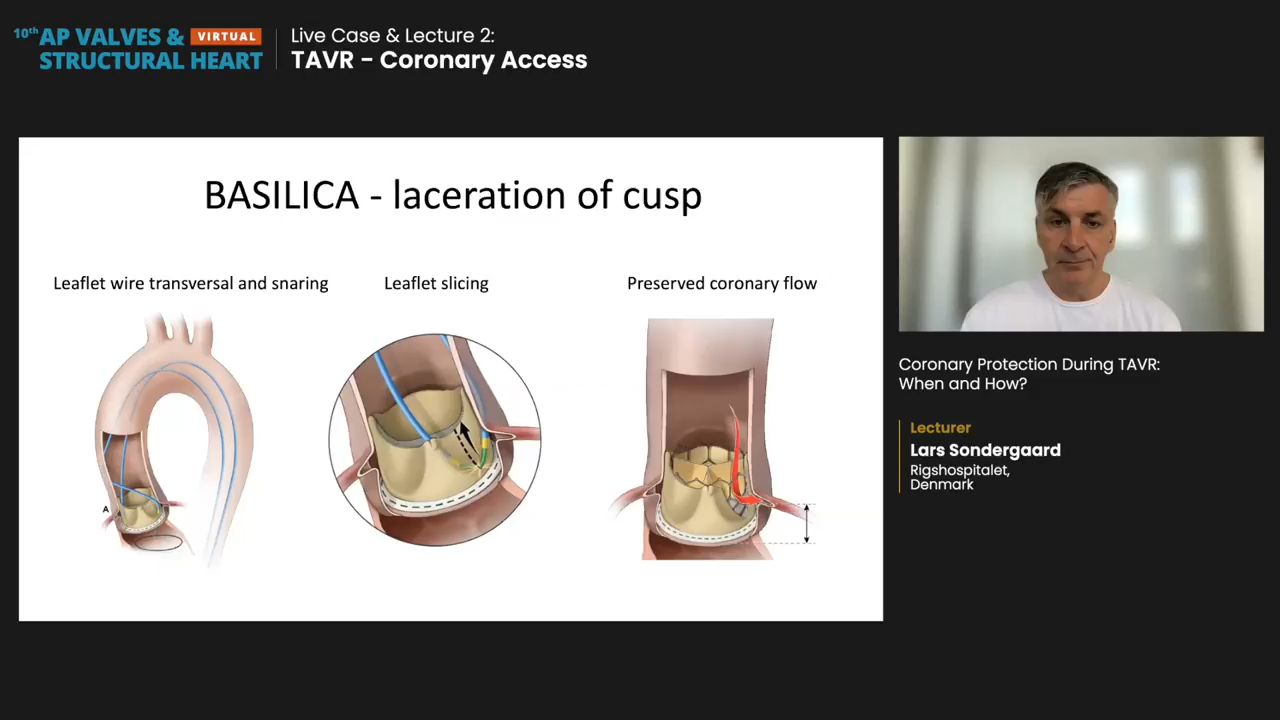 10th AP VALVES & VIRTUAL
STRUCTURAL HEART
Live Case & Lecture 2:
TAVR - Coronary Access
BASILICA - laceration of cusp
Leaflet wire transversal and snaring
Leaflet slicing
Preserved coronary flow
A
Coronary Protection During TAVR:
When and How?
Lecturer
Lars Sondergaard
Rigshospitalet,
Denmark